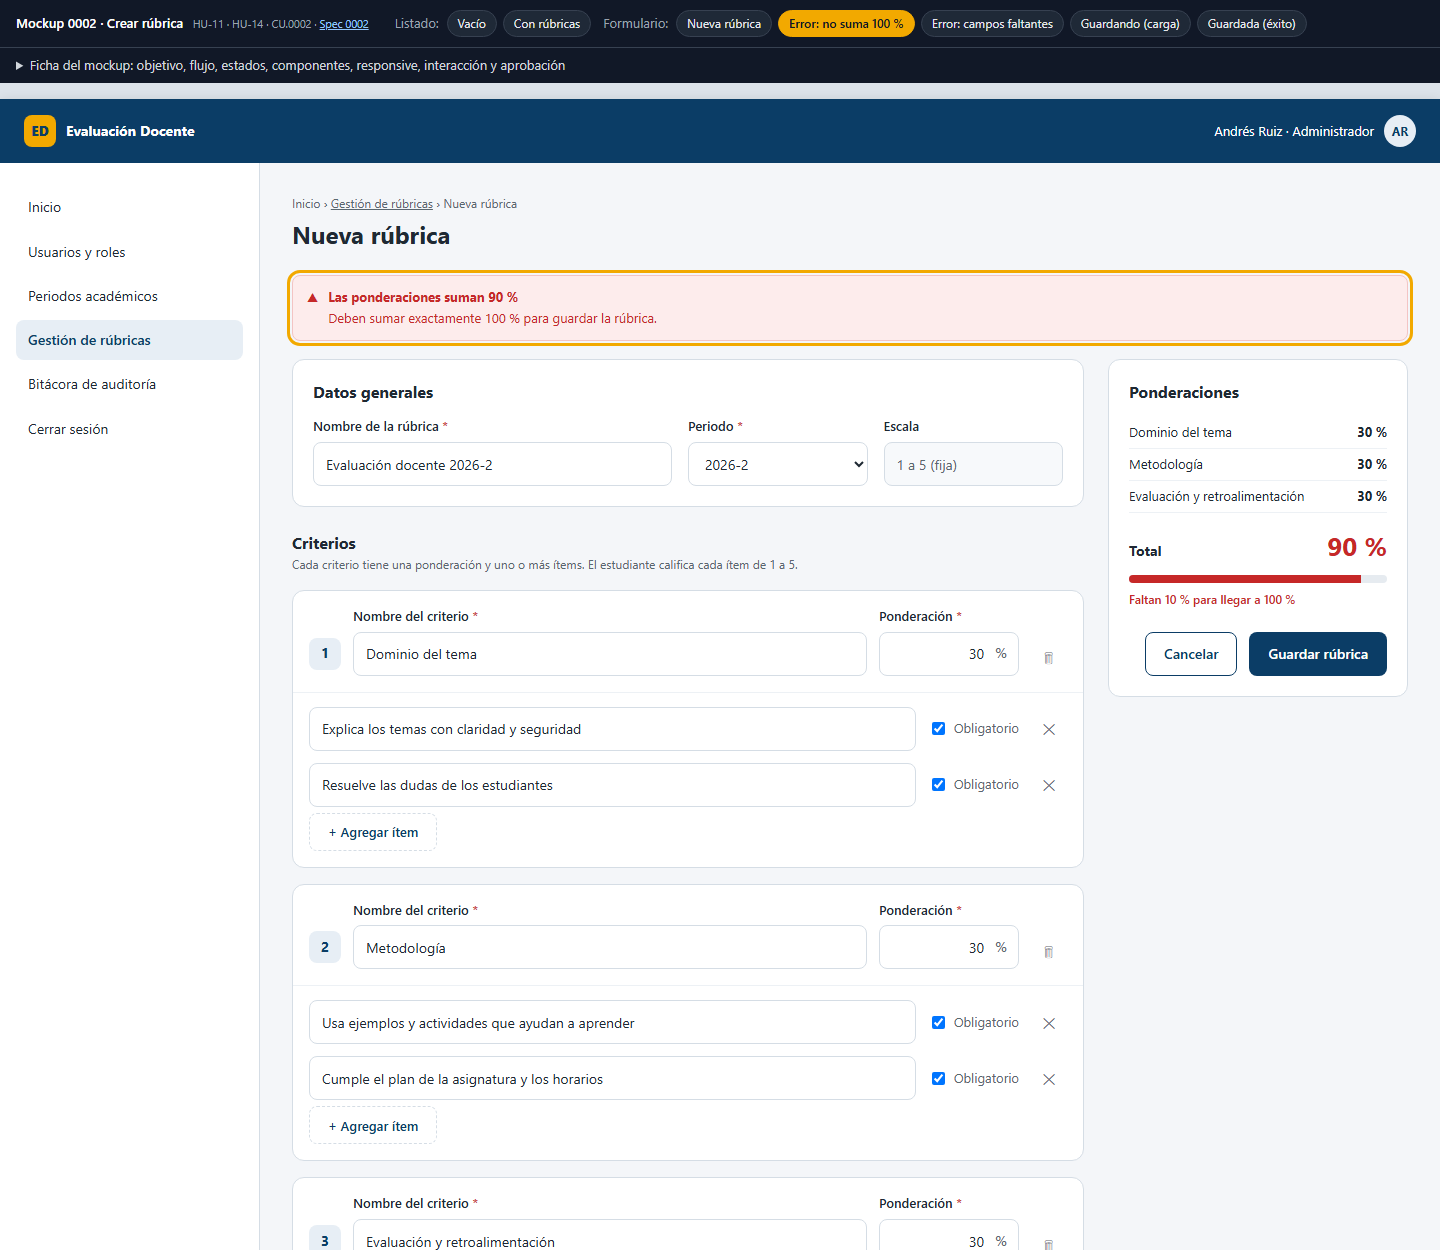 Mockup 0002 · Crear rúbrica HU-11 · HU-14 · CU.0002 · Spec 0002 Listado: Vacío Con rúbricas Formulario: Nueva rúbrica Error: no suma 100 % Error: campos faltantes Guardando (carga) Guardada (éxito)
Ficha del mockup: objetivo, flujo, estados, componentes, responsive, interacción y aprobación
ED Evaluación Docente
Andrés Ruiz · Administrador AR
Inicio
Usuarios y roles
Periodos académicos
Gestión de rúbricas
Bitácora de auditoría
Cerrar sesión
Inicio › Gestión de rúbricas › Nueva rúbrica
Nueva rúbrica
▲ Las ponderaciones suman 90 %
Deben sumar exactamente 100 % para guardar la rúbrica.
Datos generales
Nombre de la rúbrica * Periodo * Escala
Evaluación docente 2026-2 2026-2 1 a 5 (fija)
Criterios
Cada criterio tiene una ponderación y uno o más ítems. El estudiante califica cada ítem de 1 a 5.
Nombre del criterio * Ponderación *
1 Dominio del tema 30 %
Explica los temas con claridad y seguridad Obligatorio
Resuelve las dudas de los estudiantes Obligatorio
+ Agregar ítem
Nombre del criterio * Ponderación *
2 Metodología 30 %
Usa ejemplos y actividades que ayudan a aprender Obligatorio
Cumple el plan de la asignatura y los horarios Obligatorio
+ Agregar ítem
Nombre del criterio * Ponderación *
3 Evaluación y retroalimentación 30 %
Ponderaciones
Dominio del tema 30 %
Metodología 30 %
Evaluación y retroalimentación 30 %
Total 90 %
Faltan 10 % para llegar a 100 %
Cancelar Guardar rúbrica